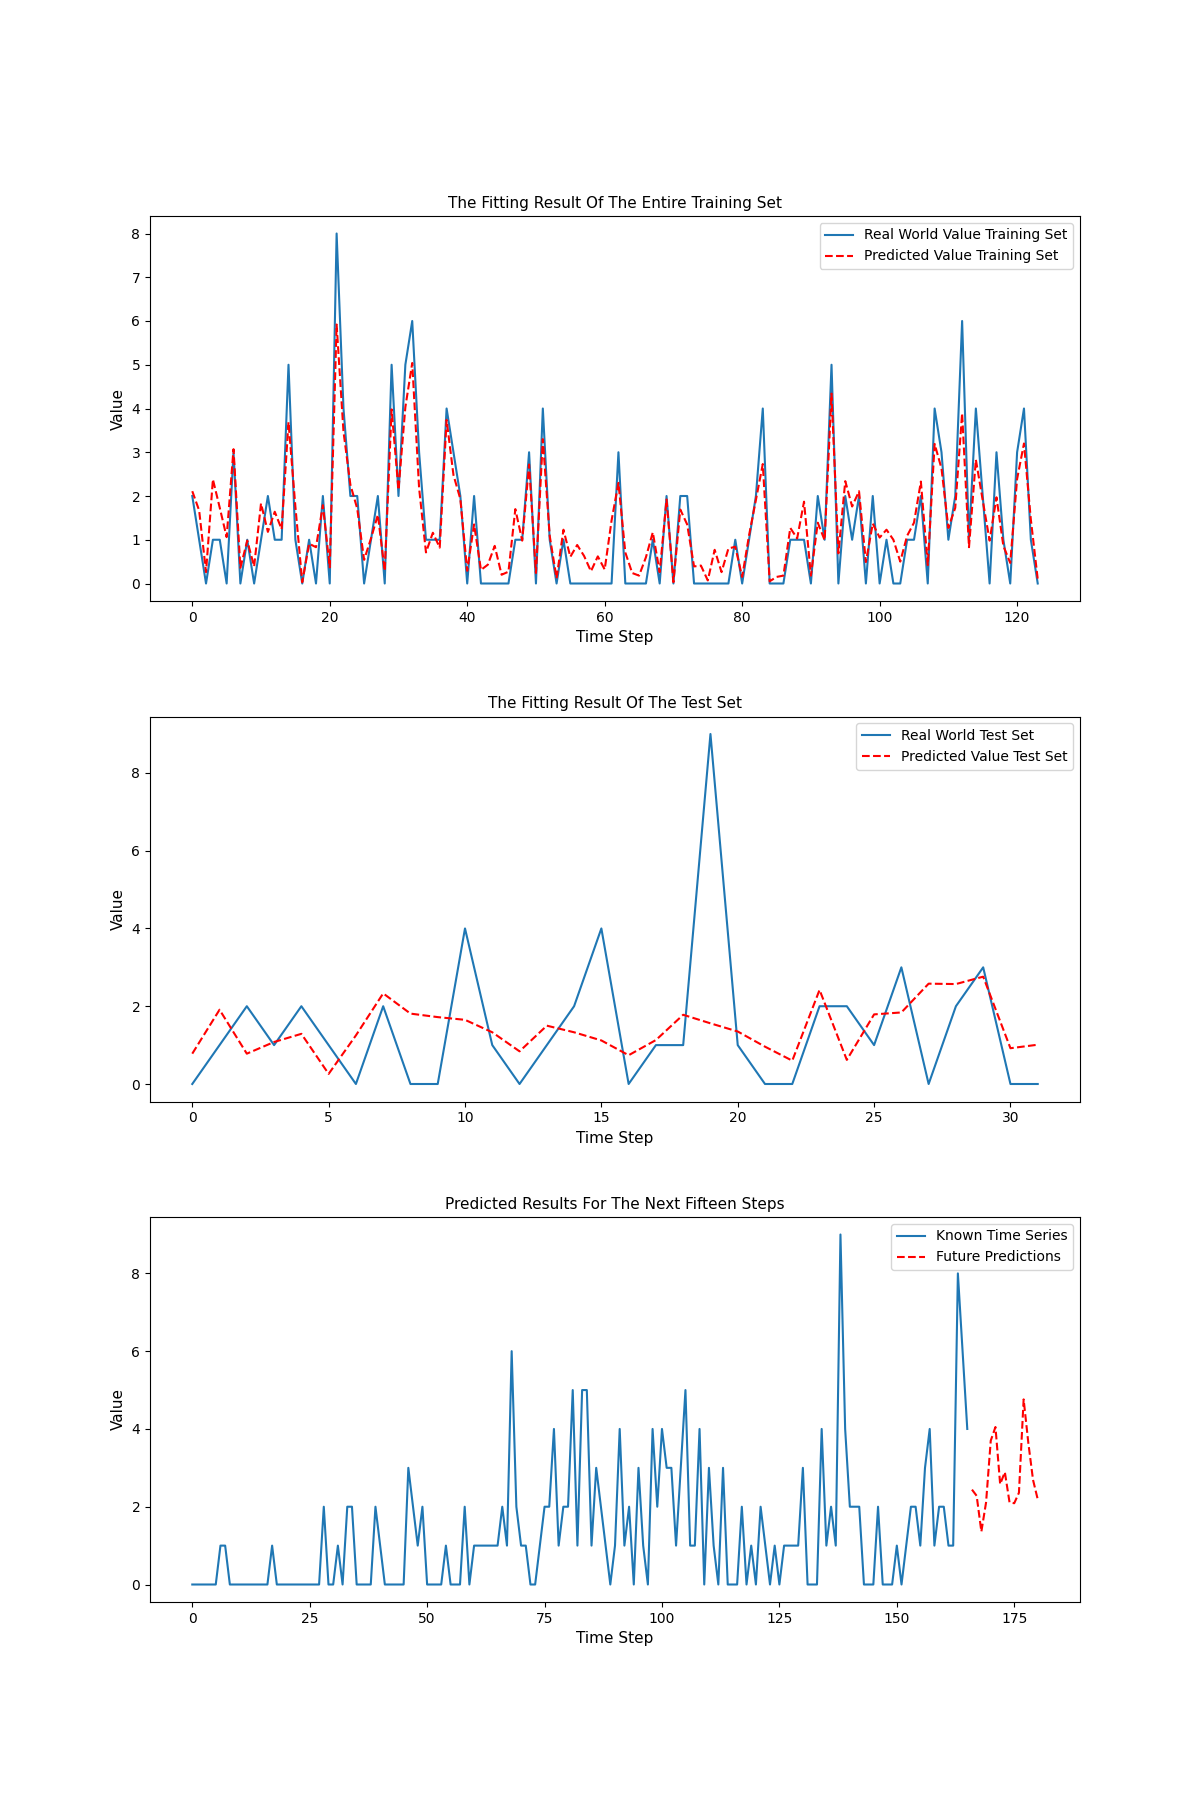 The Fitting Result Of The Entire Training Set
Real World Value Training Set
Predicted Value Training Set
8
7
6
5
4
3
2
1
0
Value
0 20 40 60 80 100 120
Time Step
The Fitting Result Of The Test Set
Real World Test Set
Predicted Value Test Set
8
6
4
2
0
Value
0 5 10 15 20 25 30
Time Step
Predicted Results For The Next Fifteen Steps
Known Time Series
Future Predictions
8
6
4
2
0
Value
0 25 50 75 100 125 150 175
Time Step